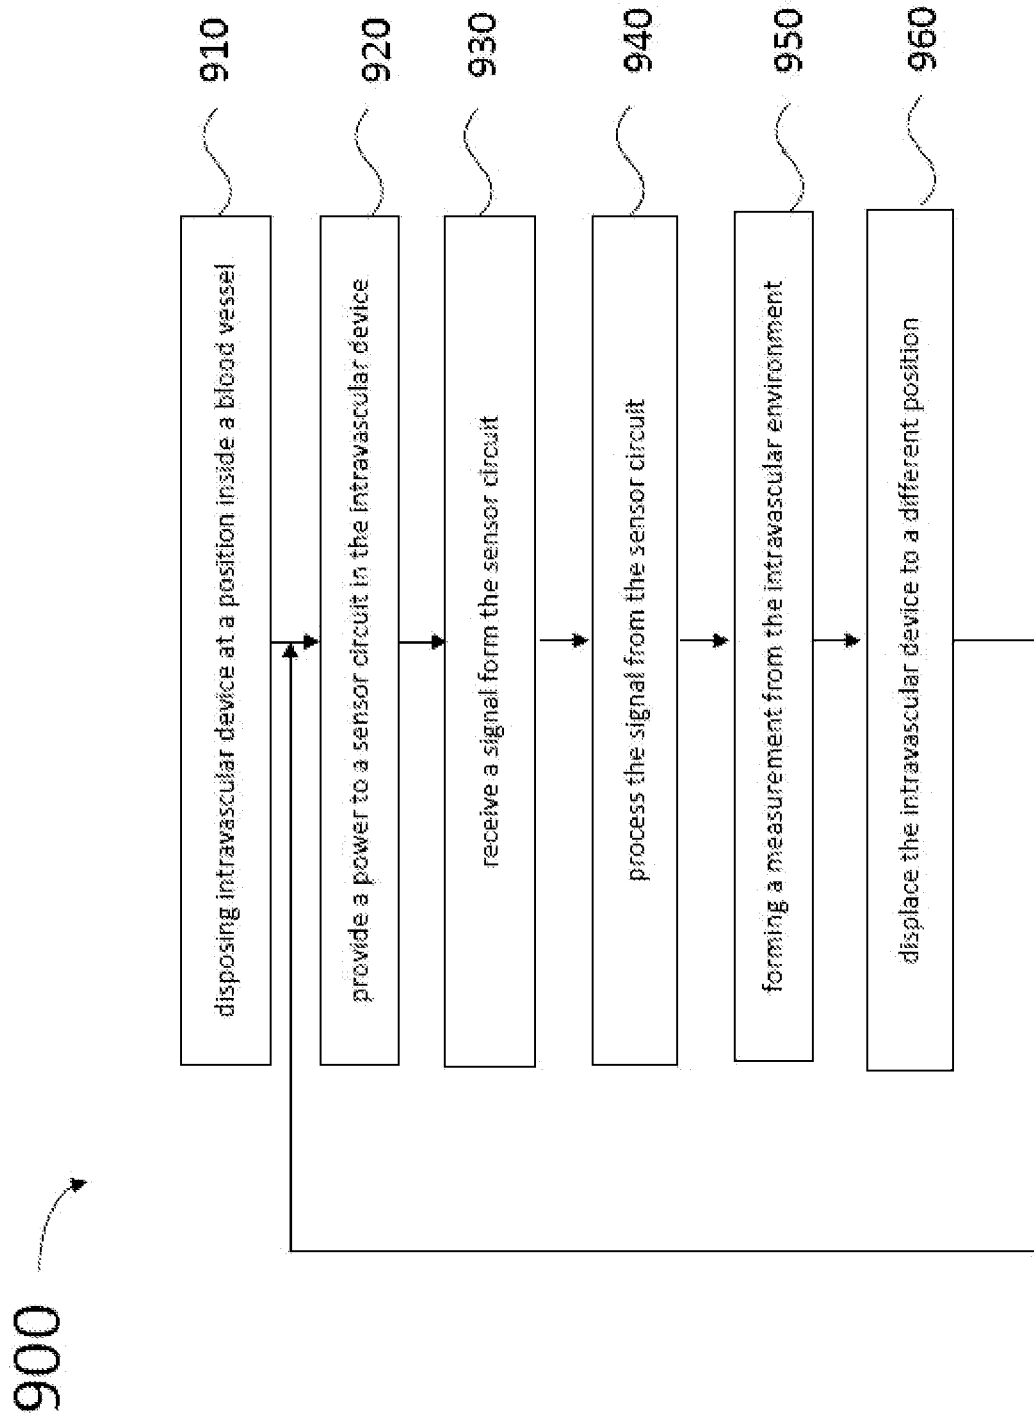 900
disposing intravascular device at a position inside a blood vessel
910
provide a power to a sensor circuit in the intravascular device
920
receive a signal form the sensor circuit
930
process the signal from the sensor circuit
940
forming a measurement from the intravascular environment
950
displace the intravascular device to a different position
960